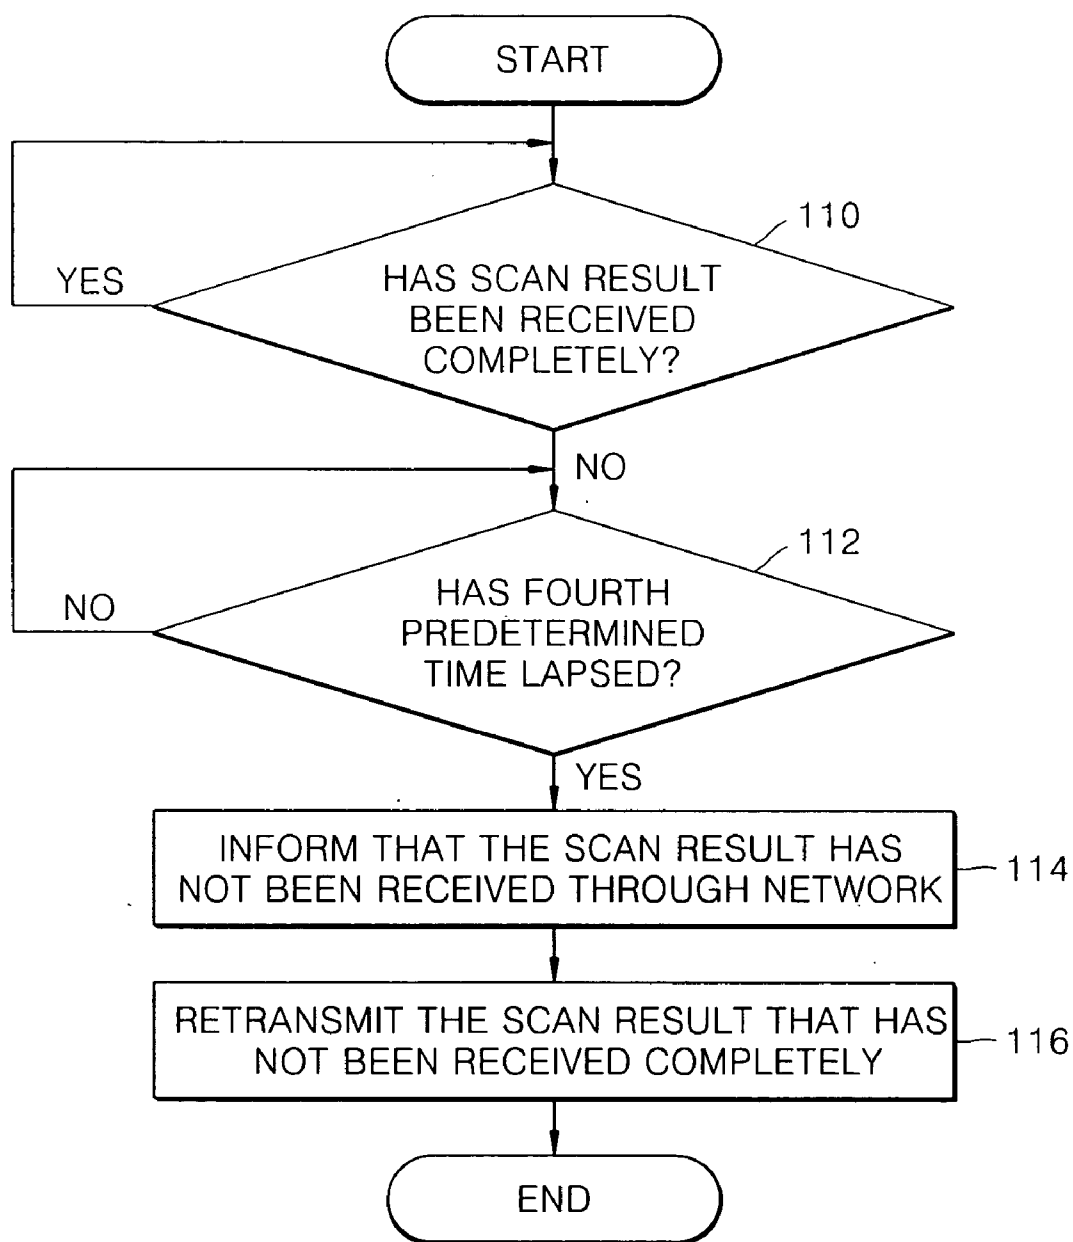 START
110
YES
HAS SCAN RESULT
BEEN RECEIVED
COMPLETELY?
NO
112
NO
HAS FOURTH
PREDETERMINED
TIME LAPSED?
YES
INFORM THAT THE SCAN RESULT HAS
NOT BEEN RECEIVED THROUGH NETWORK
114
RETRANSMIT THE SCAN RESULT THAT HAS
NOT BEEN RECEIVED COMPLETELY
116
END